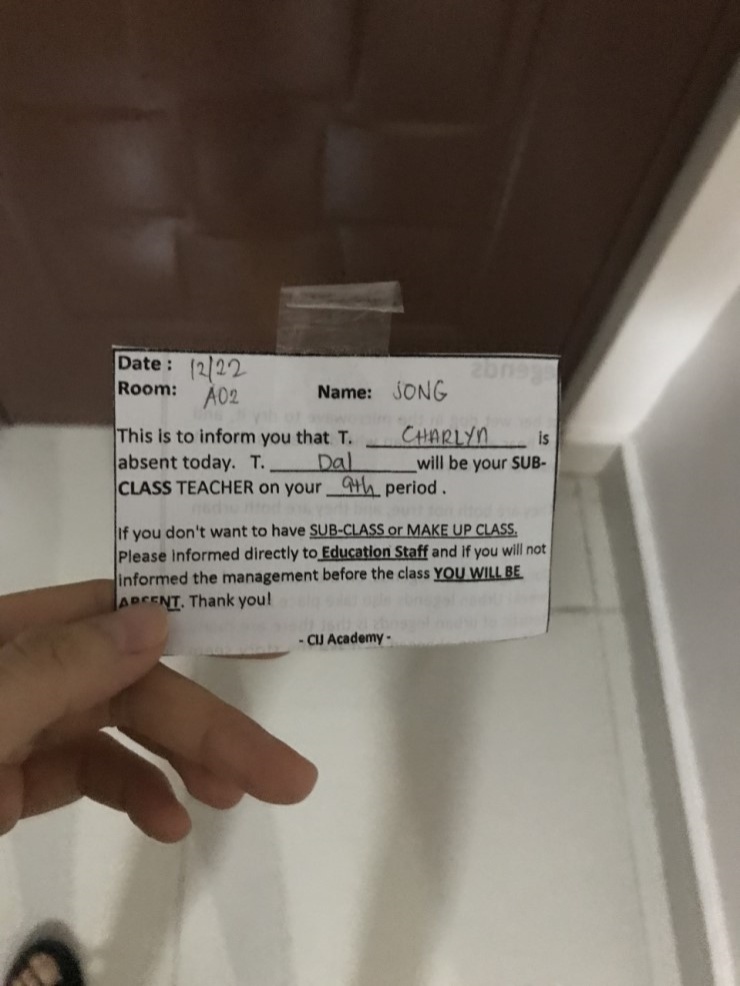 Date : 12/22
Room: A02 Name: SONG
This is to inform you that T. CHARLYN is
absent today. T. Dal will be your SUB-
CLASS TEACHER on your 9th period .
If you don't want to have SUB-CLASS or MAKE UP CLASS.
Please informed directly to Education Staff and if you will not
informed the management before the class YOU WILL BE
ABSENT. Thank you!
- CIJ Academy -